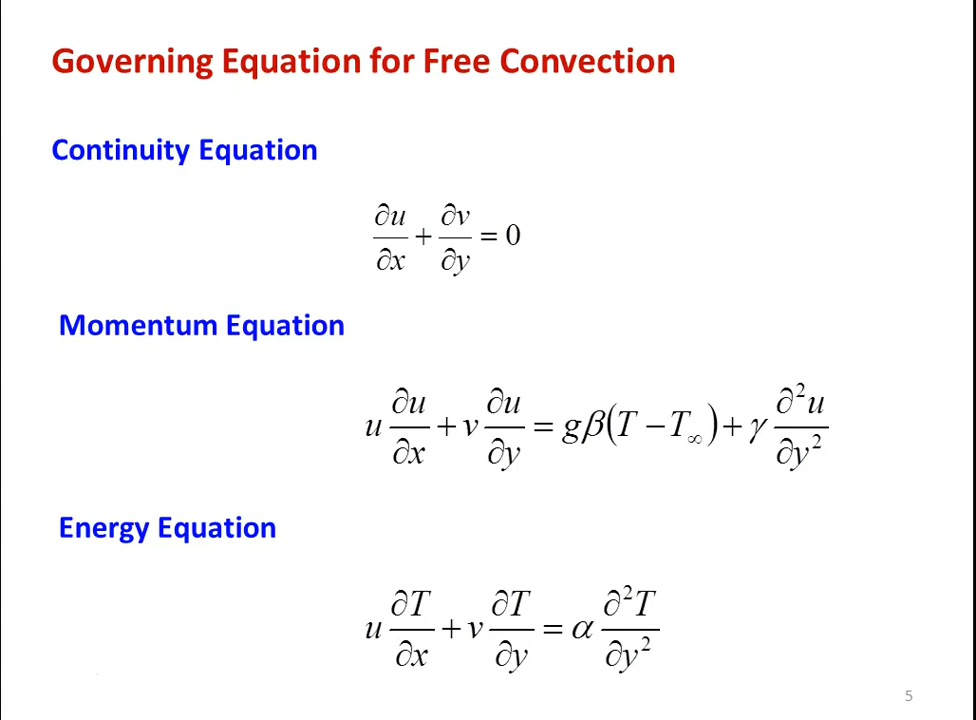 Governing Equation for Free Convection
Continuity Equation
∂u/∂x + ∂v/∂y = 0
Momentum Equation
u ∂u/∂x + v ∂u/∂y = gβ(T − T∞) + γ ∂²u/∂y²
Energy Equation
u ∂T/∂x + v ∂T/∂y = α ∂²T/∂y²
5